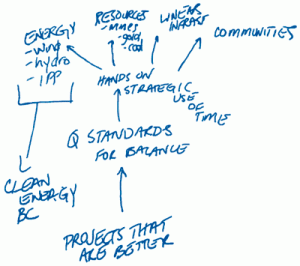 ENERGY
- wind
- hydro
- IPP
RESOURCES
- mines
- gold
- coal
LINEAR
INFRAST
COMMUNITIES
HANDS ON
STRATEGIC
USE
OF
TIME
Q STANDARDS
FOR BALANCE
CLEAN
ENERGY
BC
PROJECTS THAT
ARE BETTER